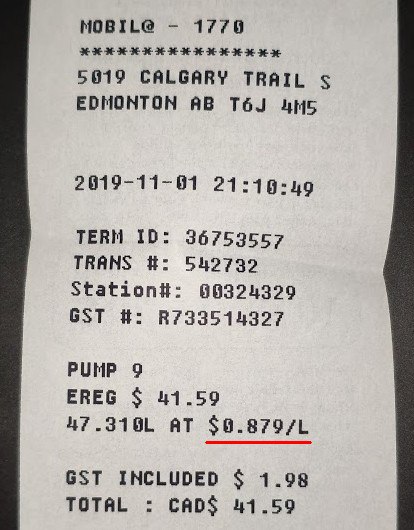 MOBIL@ - 1770
****************
5019 CALGARY TRAIL S
EDMONTON AB T6J 4M5
2019-11-01 21:10:49
TERM ID: 36753557
TRANS #: 542732
Station#: 00324329
GST #: R733514327
PUMP 9
EREG $ 41.59
47.310L AT $0.879/L
GST INCLUDED $ 1.98
TOTAL : CAD$ 41.59